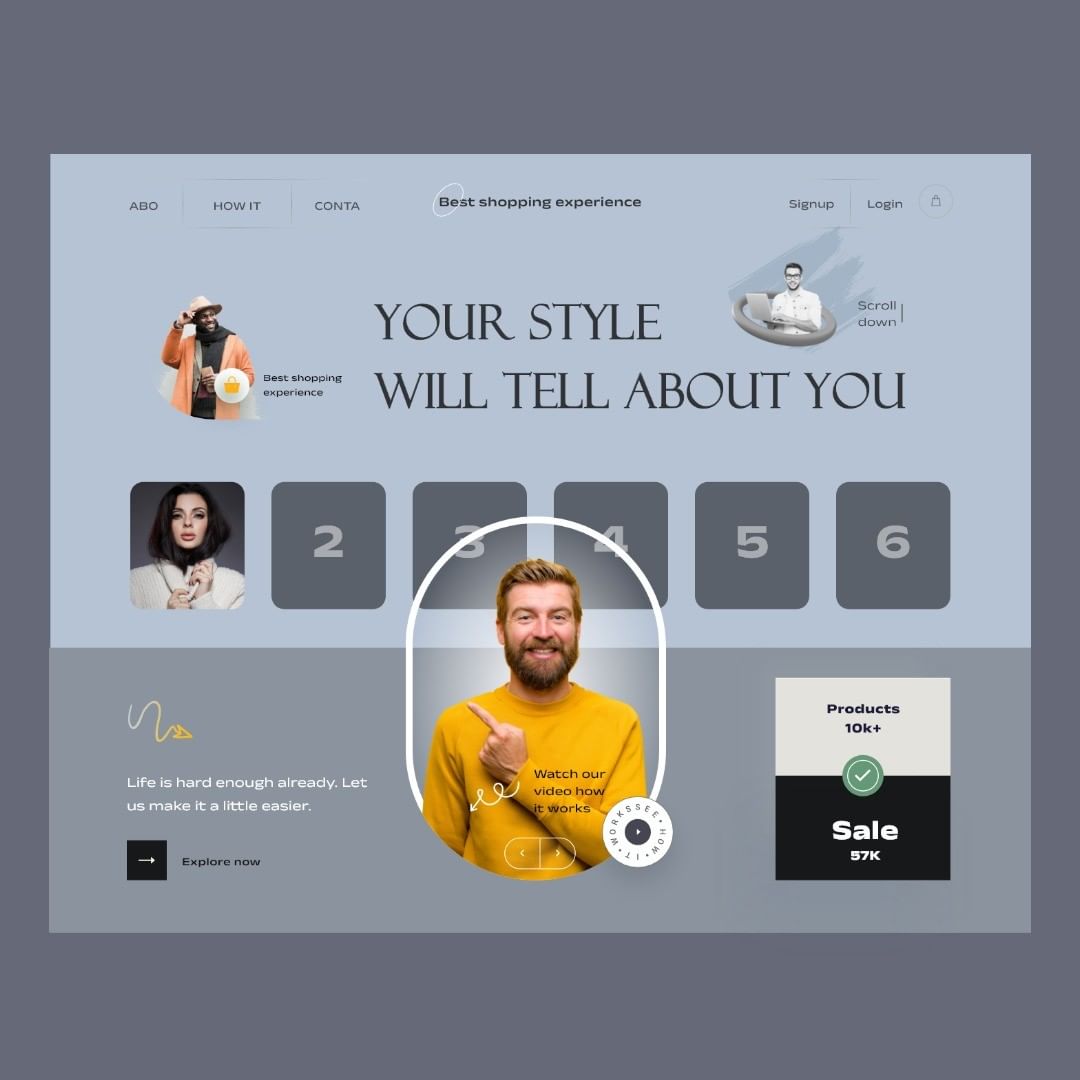 ABO
HOW IT
CONTA
Best shopping experience
Signup
Login
YOUR STYLE
WILL TELL ABOUT YOU
Scroll
down
Best shopping
experience
2
3
4
5
6
Life is hard enough already. Let
us make it a little easier.
Explore now
Watch our
video how
it works
SEE • HOW • IT • WORKS
Products
10k+
Sale
57K